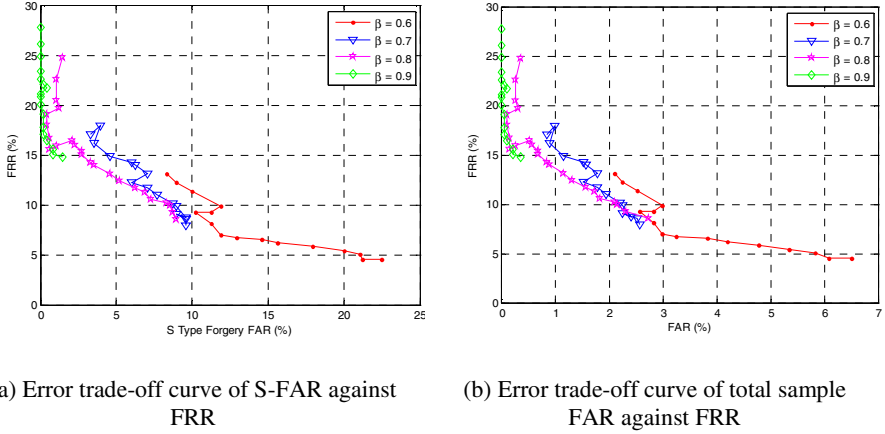 30
25
20
15
10
5
0
FRR (%)
0 5 10 15 20 25
S Type Forgery FAR (%)
β = 0.6
β = 0.7
β = 0.8
β = 0.9
30
25
20
15
10
5
0
FRR (%)
0 1 2 3 4 5 6 7
FAR (%)
β = 0.6
β = 0.7
β = 0.8
β = 0.9
a) Error trade-off curve of S-FAR against
FRR
(b) Error trade-off curve of total sample
FAR against FRR